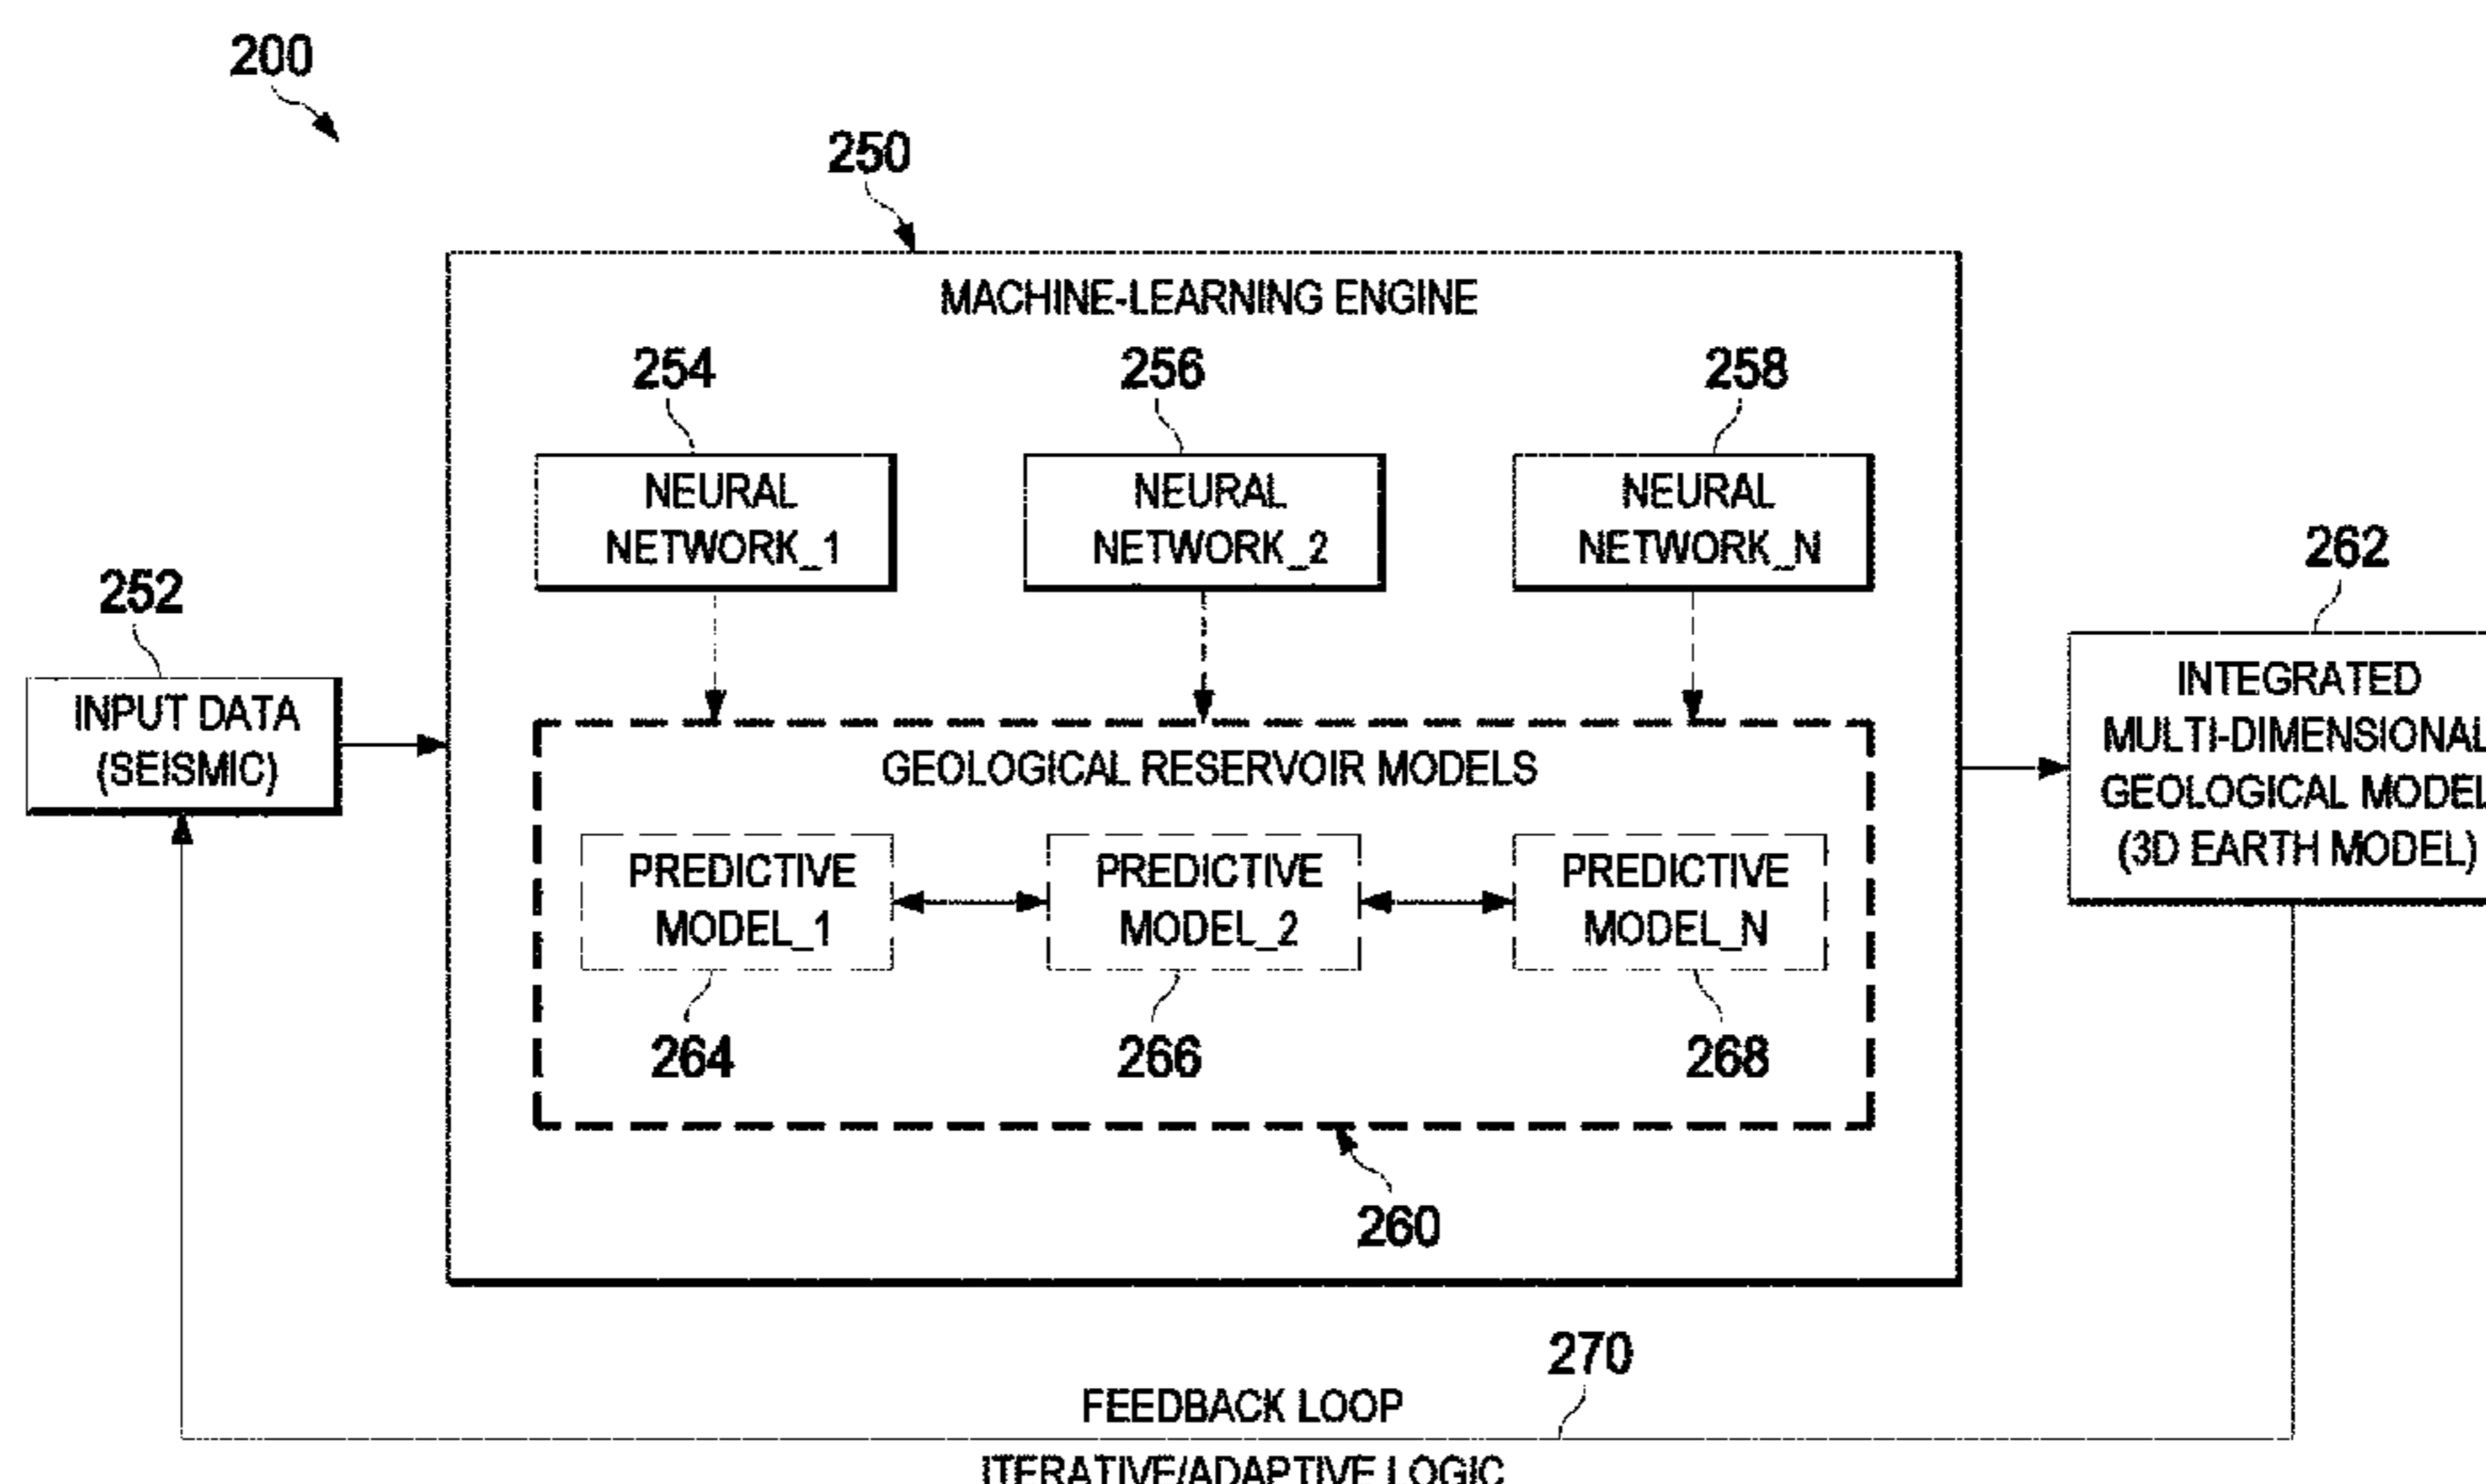 200
250
MACHINE-LEARNING ENGINE
254
256
258
NEURAL
NETWORK_1
NEURAL
NETWORK_2
NEURAL
NETWORK_N
252
INPUT DATA
(SEISMIC)
262
INTEGRATED
MULTI-DIMENSIONAL
GEOLOGICAL MODEL
(3D EARTH MODEL)
GEOLOGICAL RESERVOIR MODELS
PREDICTIVE
MODEL_1
PREDICTIVE
MODEL_2
PREDICTIVE
MODEL_N
264
266
268
260
270
FEEDBACK LOOP
ITERATIVE/ADAPTIVE LOGIC